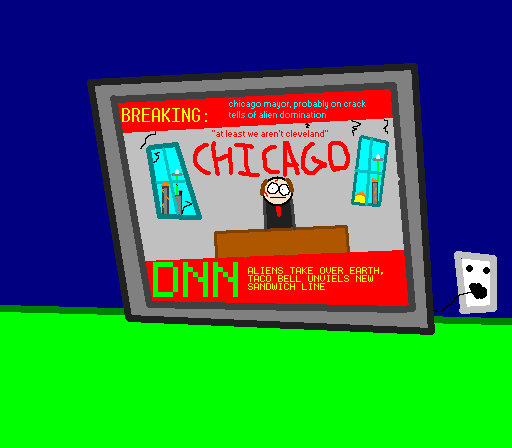 BREAKING:
chicago mayor, probably on crack
tells of alien domination
"at least we aren't cleveland"
CHICAGO
DNN
ALIENS TAKE OVER EARTH,
TACO BELL UNVIELS NEW
SANDWICH LINE